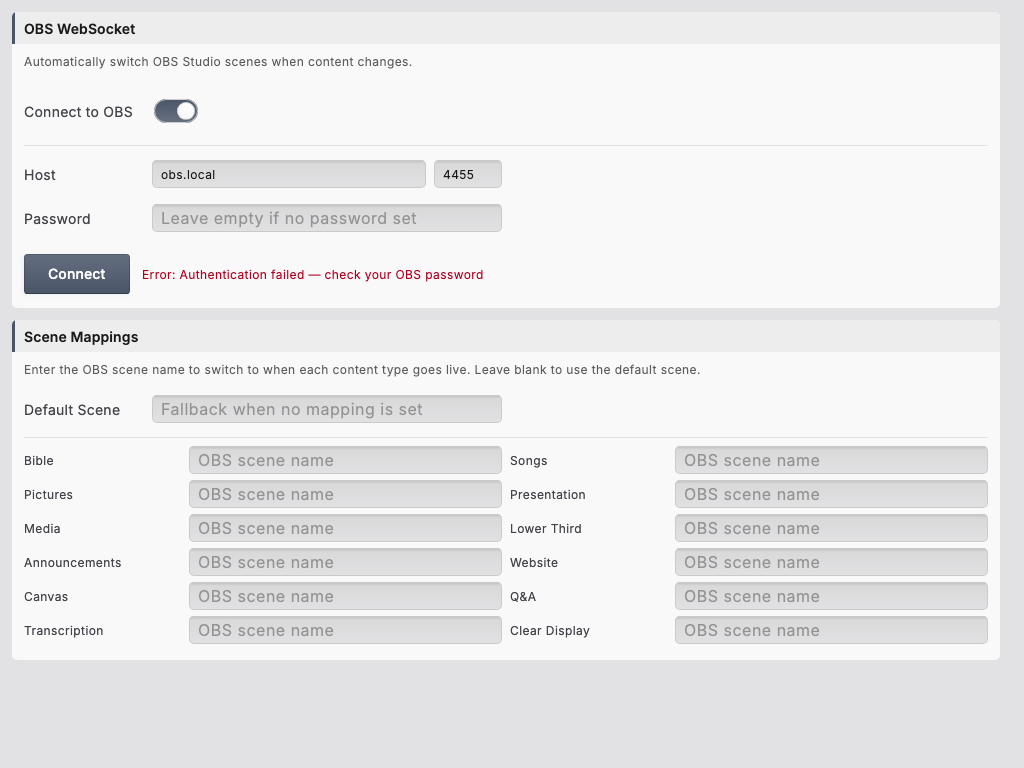 OBS WebSocket
Automatically switch OBS Studio scenes when content changes.
Connect to OBS
Host obs.local 4455
Password Leave empty if no password set
Connect Error: Authentication failed — check your OBS password
Scene Mappings
Enter the OBS scene name to switch to when each content type goes live. Leave blank to use the default scene.
Default Scene Fallback when no mapping is set
Bible OBS scene name Songs OBS scene name
Pictures OBS scene name Presentation OBS scene name
Media OBS scene name Lower Third OBS scene name
Announcements OBS scene name Website OBS scene name
Canvas OBS scene name Q&A OBS scene name
Transcription OBS scene name Clear Display OBS scene name